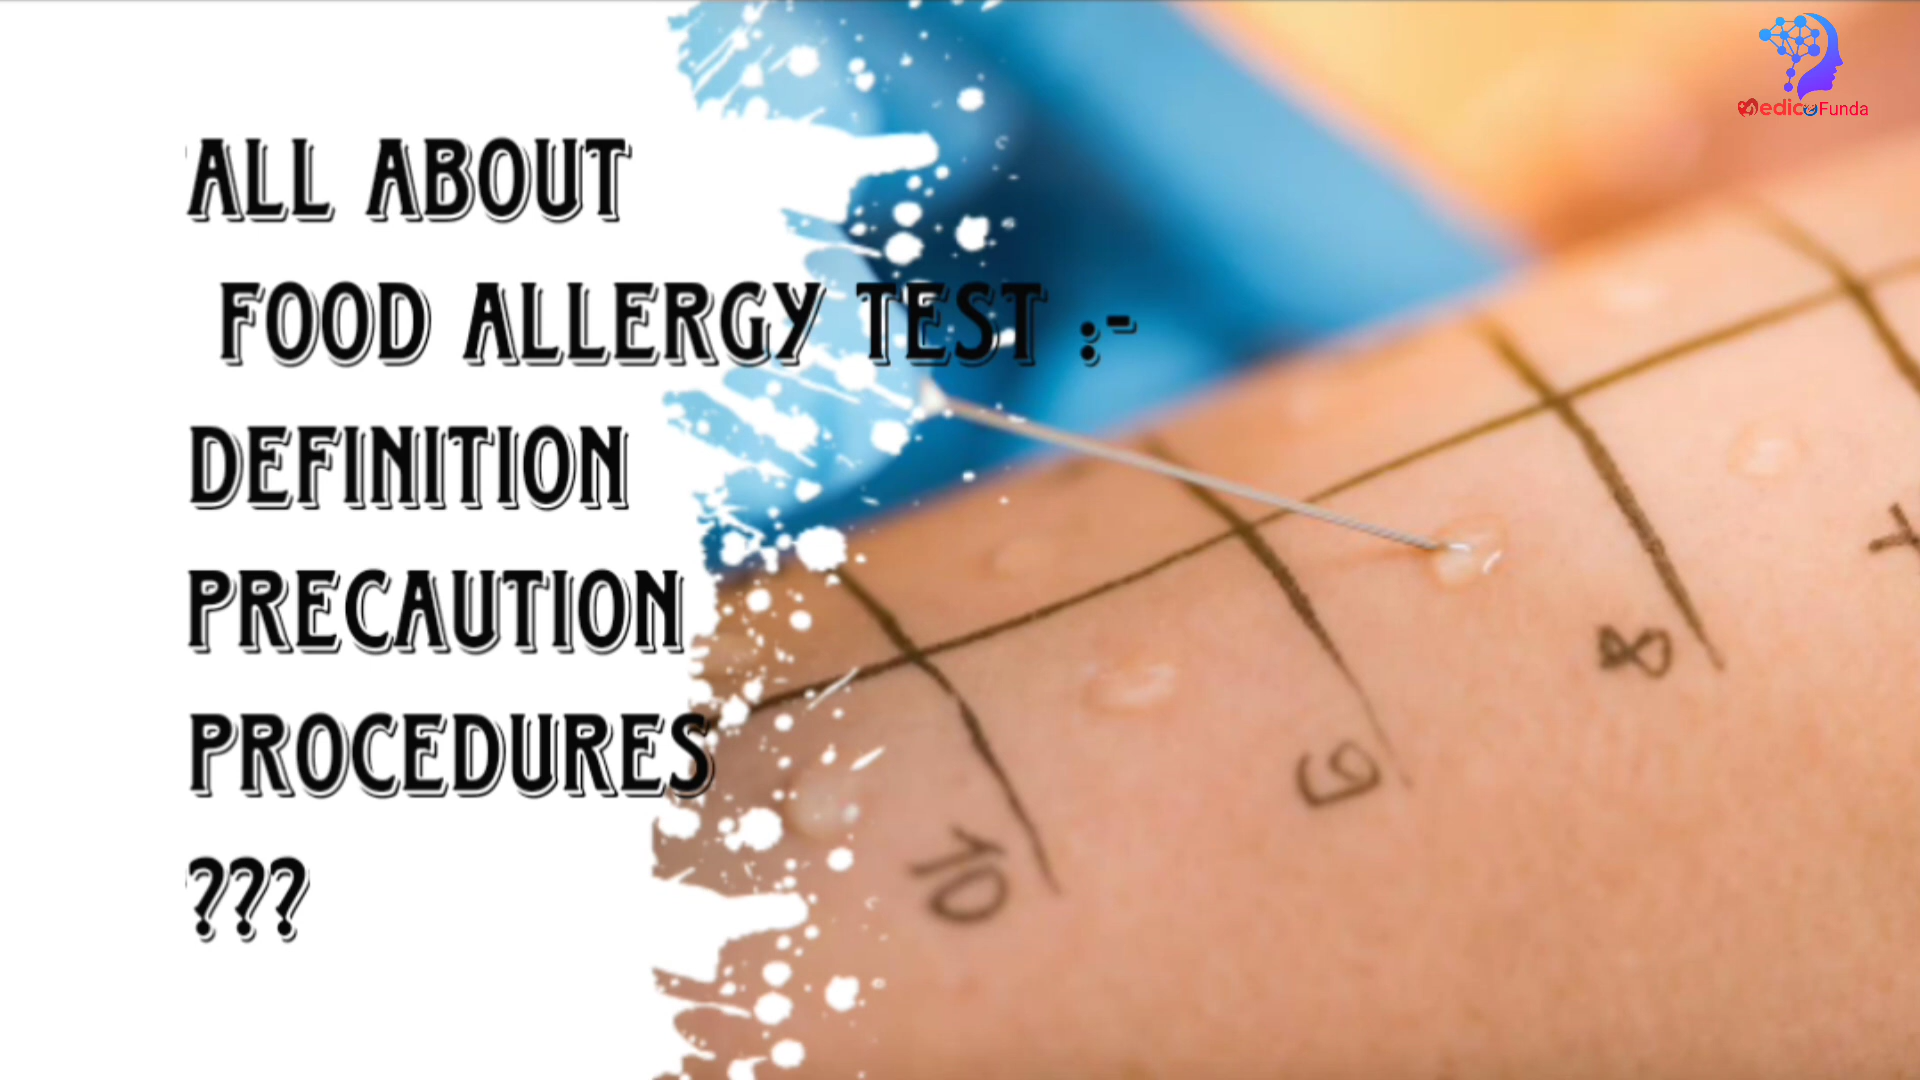 ALL ABOUT
FOOD ALLERGY TEST :-
DEFINITION
PRECAUTION
PROCEDURES
???
MedicoFunda
8
9
10